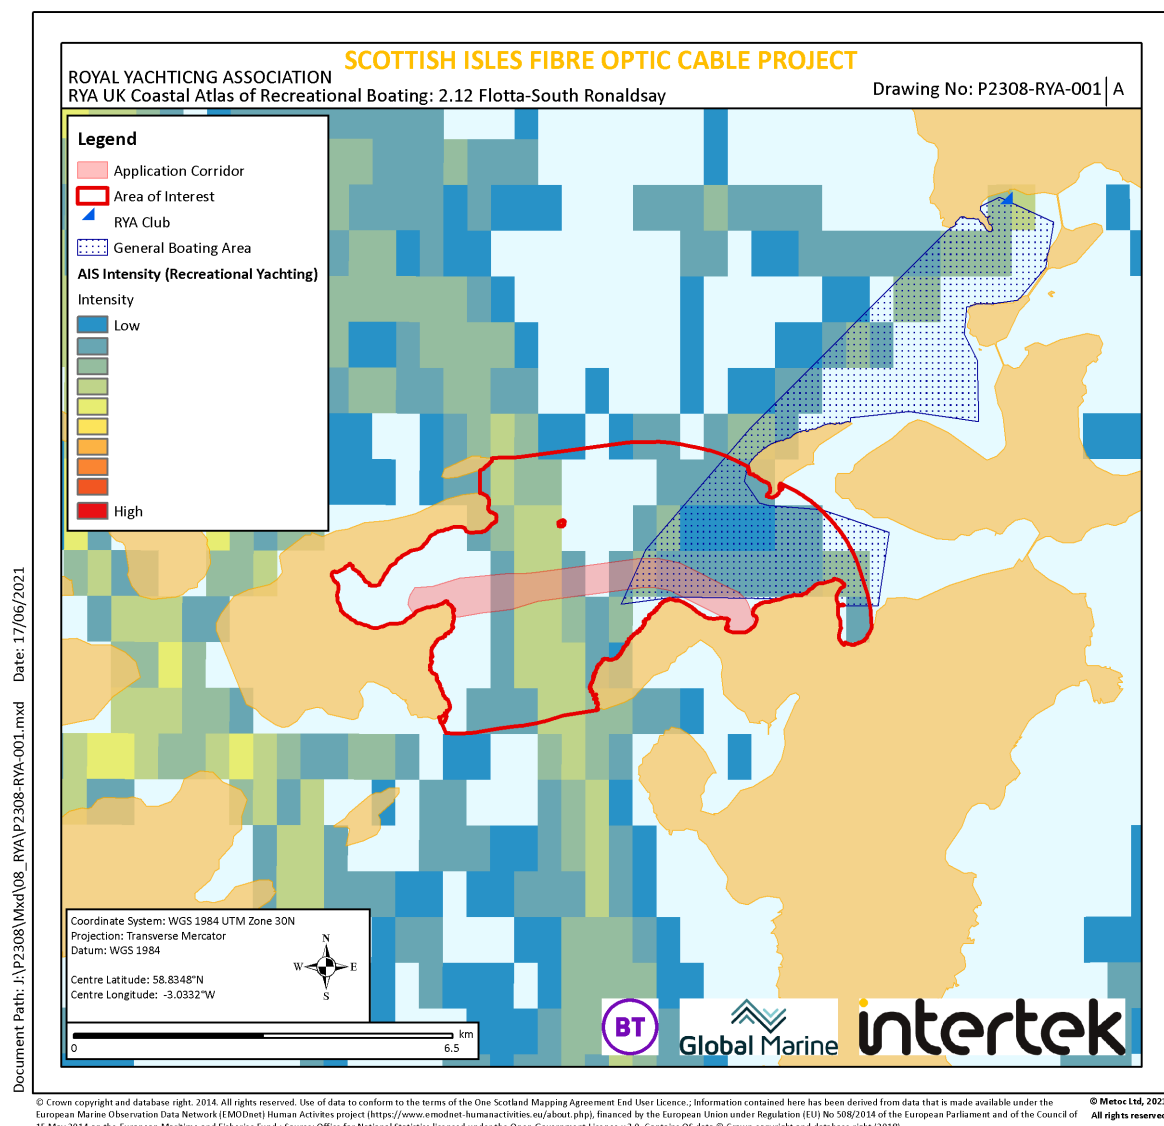 SCOTTISH ISLES FIBRE OPTIC CABLE PROJECT
ROYAL YACHTICNG ASSOCIATION
RYA UK Coastal Atlas of Recreational Boating: 2.12 Flotta-South Ronaldsay
Drawing No: P2308-RYA-001 A
Legend
Application Corridor
Area of Interest
RYA Club
General Boating Area
AIS Intensity (Recreational Yachting)
Intensity
Low
High
Document Path: J:\P2308\Mxd\08_RYA\P2308-RYA-001.mxd Date: 17/06/2021
Coordinate System: WGS 1984 UTM Zone 30N
Projection: Transverse Mercator
Datum: WGS 1984
Centre Latitude: 58.8348°N
Centre Longitude: -3.0332°W
N
W E
S
km
0 6.5
BT
Global Marine
intertek
© Crown copyright and database right. 2014. All rights reserved. Use of data to conform to the terms of the One Scotland Mapping Agreement End User Licence.; Information contained here has been derived from data that is made available under the
European Marine Observation Data Network (EMODnet) Human Activites project (https://www.emodnet-humanactivities.eu/about.php), financed by the European Union under Regulation (EU) No 508/2014 of the European Parliament and of the Council of
© Metoc Ltd, 2021
All rights reserved